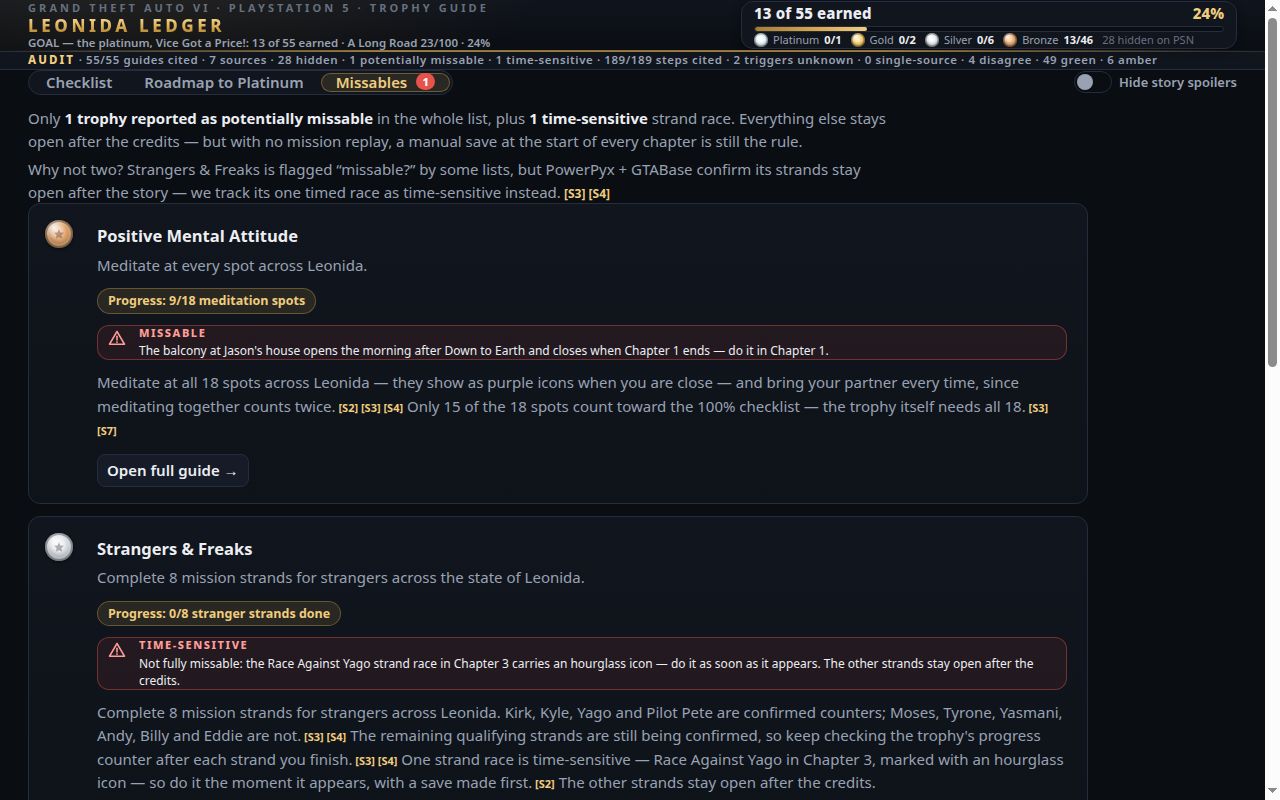 GRAND THEFT AUTO VI · PLAYSTATION 5 · TROPHY GUIDE
LEONIDA LEDGER
GOAL — the platinum, Vice Got a Price!: 13 of 55 earned · A Long Road 23/100 · 24%
13 of 55 earned 24%
Platinum 0/1 Gold 0/2 Silver 0/6 Bronze 13/46 28 hidden on PSN
AUDIT · 55/55 guides cited · 7 sources · 28 hidden · 1 potentially missable · 1 time-sensitive · 189/189 steps cited · 2 triggers unknown · 0 single-source · 4 disagree · 49 green · 6 amber
Checklist Roadmap to Platinum Missables 1 Hide story spoilers
Only 1 trophy reported as potentially missable in the whole list, plus 1 time-sensitive strand race. Everything else stays
open after the credits — but with no mission replay, a manual save at the start of every chapter is still the rule.
Why not two? Strangers & Freaks is flagged “missable?” by some lists, but PowerPyx + GTABase confirm its strands stay
open after the story — we track its one timed race as time-sensitive instead. [S3] [S4]
Positive Mental Attitude
Meditate at every spot across Leonida.
Progress: 9/18 meditation spots
MISSABLE
The balcony at Jason's house opens the morning after Down to Earth and closes when Chapter 1 ends — do it in Chapter 1.
Meditate at all 18 spots across Leonida — they show as purple icons when you are close — and bring your partner every time, since
meditating together counts twice. [S2] [S3] [S4] Only 15 of the 18 spots count toward the 100% checklist — the trophy itself needs all 18. [S3]
[S7]
Open full guide →
Strangers & Freaks
Complete 8 mission strands for strangers across the state of Leonida.
Progress: 0/8 stranger strands done
TIME-SENSITIVE
Not fully missable: the Race Against Yago strand race in Chapter 3 carries an hourglass icon — do it as soon as it appears. The other strands stay open after the
credits.
Complete 8 mission strands for strangers across Leonida. Kirk, Kyle, Yago and Pilot Pete are confirmed counters; Moses, Tyrone, Yasmani,
Andy, Billy and Eddie are not. [S3] [S4] The remaining qualifying strands are still being confirmed, so keep checking the trophy's progress
counter after each strand you finish. [S3] [S4] One strand race is time-sensitive — Race Against Yago in Chapter 3, marked with an hourglass
icon — so do it the moment it appears, with a save made first. [S2] The other strands stay open after the credits.